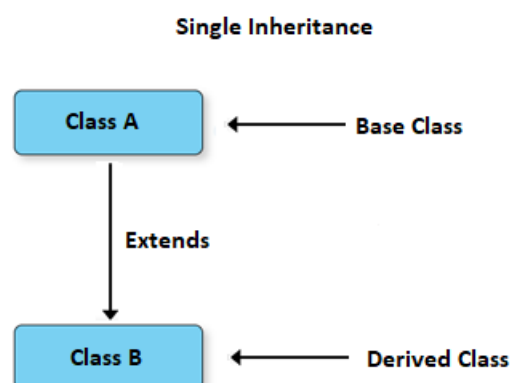 Single Inheritance
Class A
Base Class
Extends
Class B
Derived Class